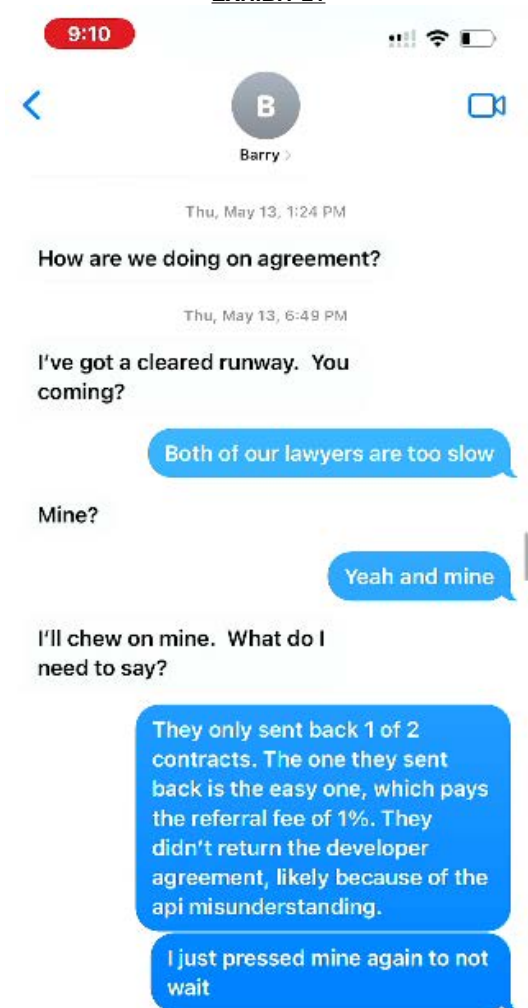 9:10
B
Barry
Thu, May 13, 1:24 PM
How are we doing on agreement?
Thu, May 13, 6:49 PM
I've got a cleared runway.  You
coming?
Both of our lawyers are too slow
Mine?
Yeah and mine
I'll chew on mine.  What do I
need to say?
They only sent back 1 of 2
contracts. The one they sent
back is the easy one, which pays
the referral fee of 1%. They
didn't return the developer
agreement, likely because of the
api misunderstanding.
I just pressed mine again to not
wait